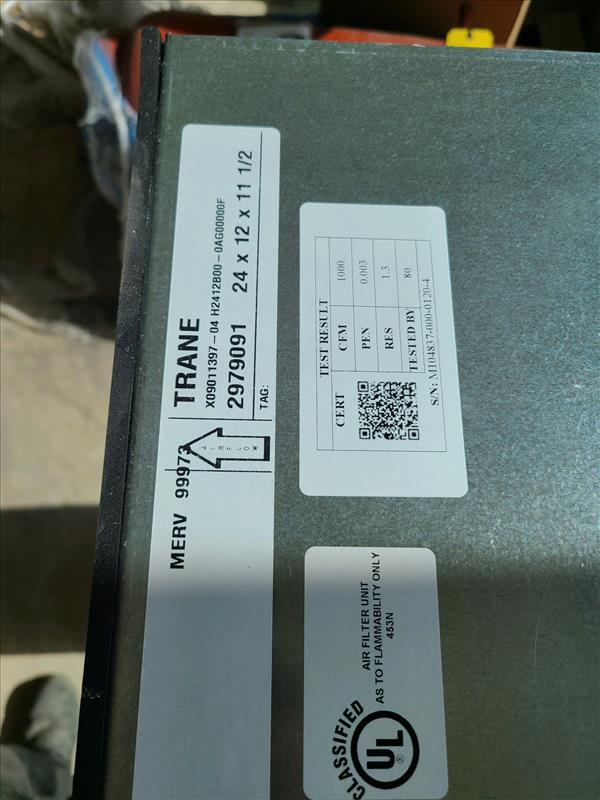 TRANE
X09011397-04 H2412B00-0AG00000F
2979091 24 x 12 x 11 1/2
TAG:
MERV 99973
AIRFLOW
TEST RESULT
CERT CFM 1000
PEN 0.003
RES 1.3
TESTED BY 80
S/N: M104837-000-0120-4
AIR FILTER UNIT
AS TO FLAMMABILITY ONLY
453N
CLASSIFIED
UL
®